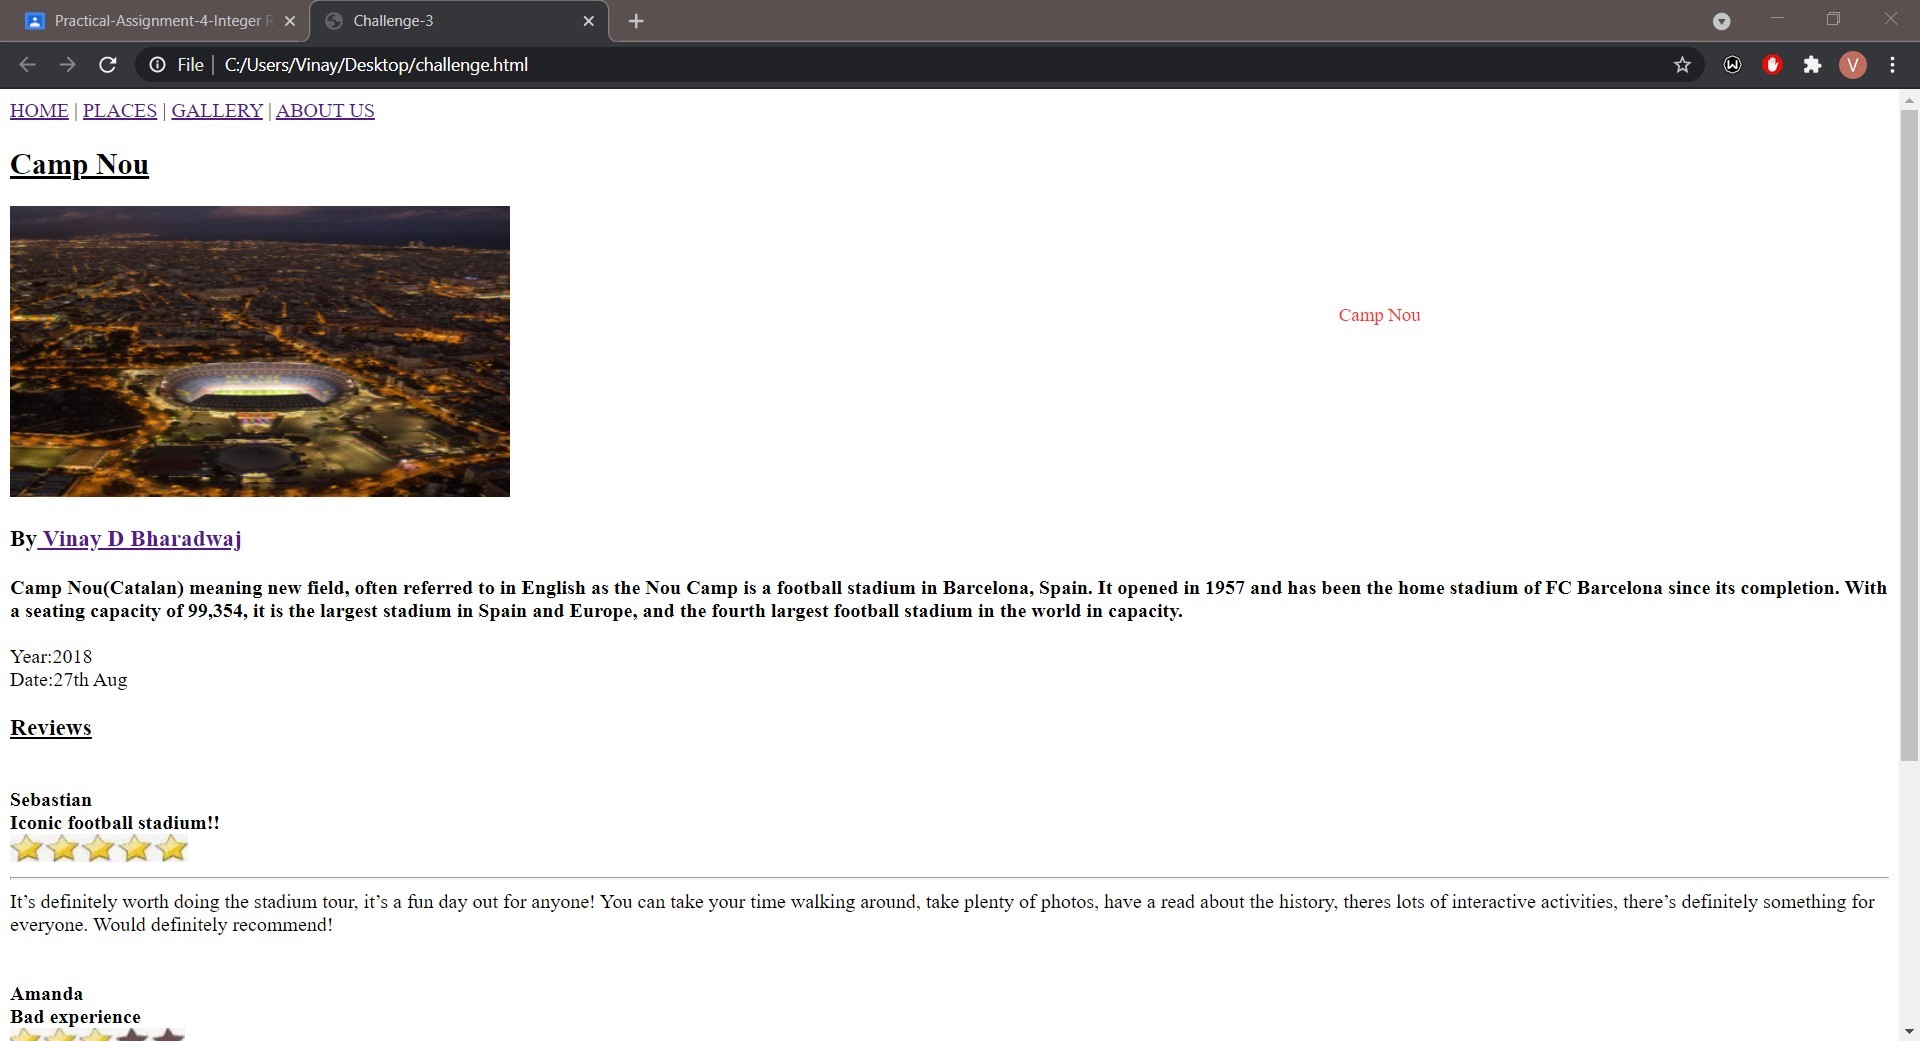 Practical-Assignment-4-Integer R
Challenge-3
File | C:/Users/Vinay/Desktop/challenge.html
V
HOME | PLACES | GALLERY | ABOUT US
Camp Nou
Camp Nou
By Vinay D Bharadwaj
Camp Nou(Catalan) meaning new field, often referred to in English as the Nou Camp is a football stadium in Barcelona, Spain. It opened in 1957 and has been the home stadium of FC Barcelona since its completion. With
a seating capacity of 99,354, it is the largest stadium in Spain and Europe, and the fourth largest football stadium in the world in capacity.
Year:2018
Date:27th Aug
Reviews
Sebastian
Iconic football stadium!!
It’s definitely worth doing the stadium tour, it’s a fun day out for anyone! You can take your time walking around, take plenty of photos, have a read about the history, theres lots of interactive activities, there’s definitely something for
everyone. Would definitely recommend!
Amanda
Bad experience